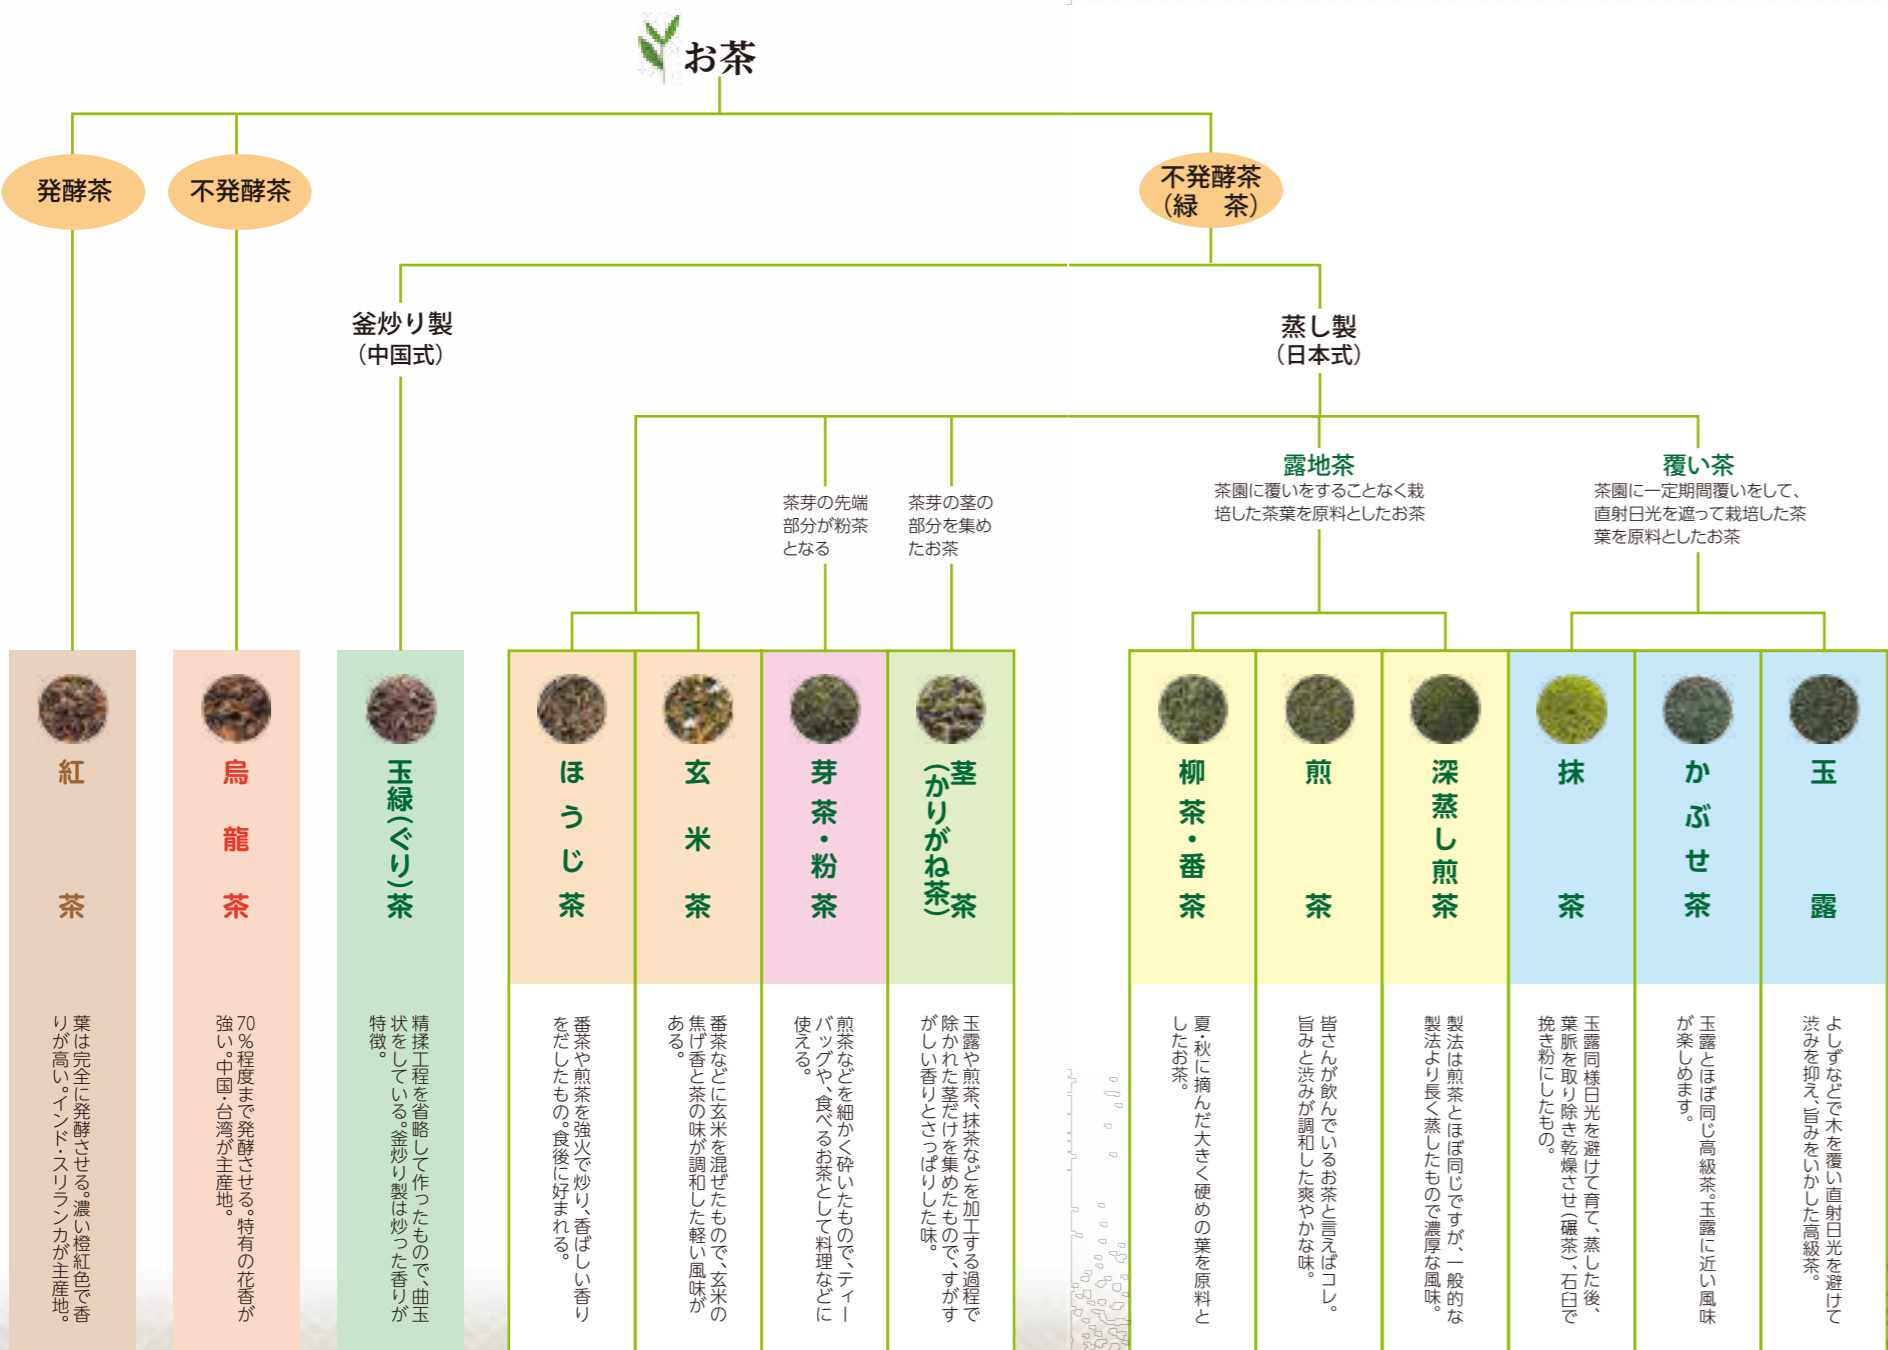 お茶
発酵茶
不発酵茶
不発酵茶
(緑　茶)
釜炒り製
(中国式)
蒸し製
(日本式)
茶芽の先端
部分が粉茶
となる
茶芽の茎の
部分を集め
たお茶
露地茶
茶園に覆いをすることなく栽
培した茶葉を原料としたお茶
覆い茶
茶園に一定期間覆いをして、
直射日光を遮って栽培した茶
葉を原料としたお茶
紅茶
葉は完全に発酵させる。濃い橙紅色で香
りが高い。インド・スリランカが主産地。
烏龍茶
70%程度まで発酵させる。特有の花香が
強い。中国・台湾が主産地。
玉緑(ぐり)茶
精揉工程を省略して作ったもので、曲玉
状をしている。釜炒り製は炒った香りが
特徴。
ほうじ茶
番茶や煎茶を強火で炒り、香ばしい香り
をだしたもの。食後に好まれる。
玄米茶
番茶などに玄米を混ぜたもので、玄米の
焦げ香と茶の味が調和した軽い風味が
ある。
芽茶・粉茶
煎茶などを細かく砕いたもので、ティー
バッグや、食べるお茶として料理などに
使える。
茎茶
(かりがね茶)
玉露や煎茶、抹茶などを加工する過程で
除かれた茎だけを集めたもので、すがす
がしい香りとさっぱりした味。
柳茶・番茶
夏・秋に摘んだ大きく硬めの葉を原料と
したお茶。
煎茶
皆さんが飲んでいるお茶と言えばコレ。
旨みと渋みが調和した爽やかな味。
深蒸し煎茶
製法は煎茶とほぼ同じですが、一般的な
製法より長く蒸したもので濃厚な風味。
抹茶
玉露同様日光を避けて育て、蒸した後、
葉脈を取り除き乾燥させ(碾茶)、石臼で
挽き粉にしたもの。
かぶせ茶
玉露とほぼ同じ高級茶。玉露に近い風味
が楽しめます。
玉露
よしずなどで木を覆い直射日光を避けて
渋みを抑え、旨みをいかした高級茶。